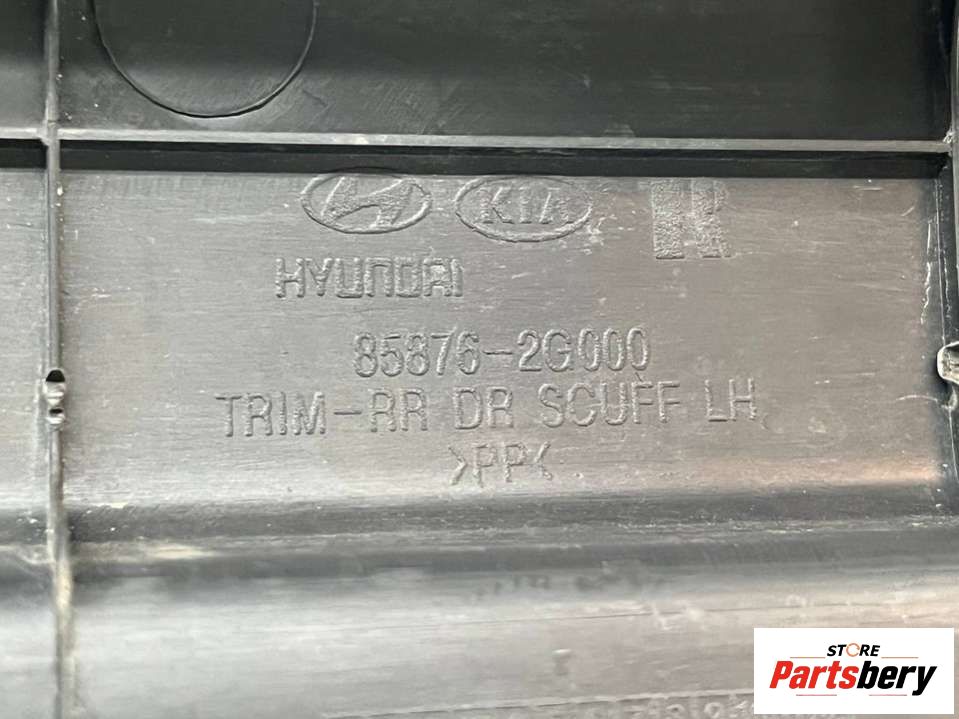 KIA
HYUNDAI
85876-2G000
TRIM-RR DR SCUFF LH
>PP<
STORE
Partsbery